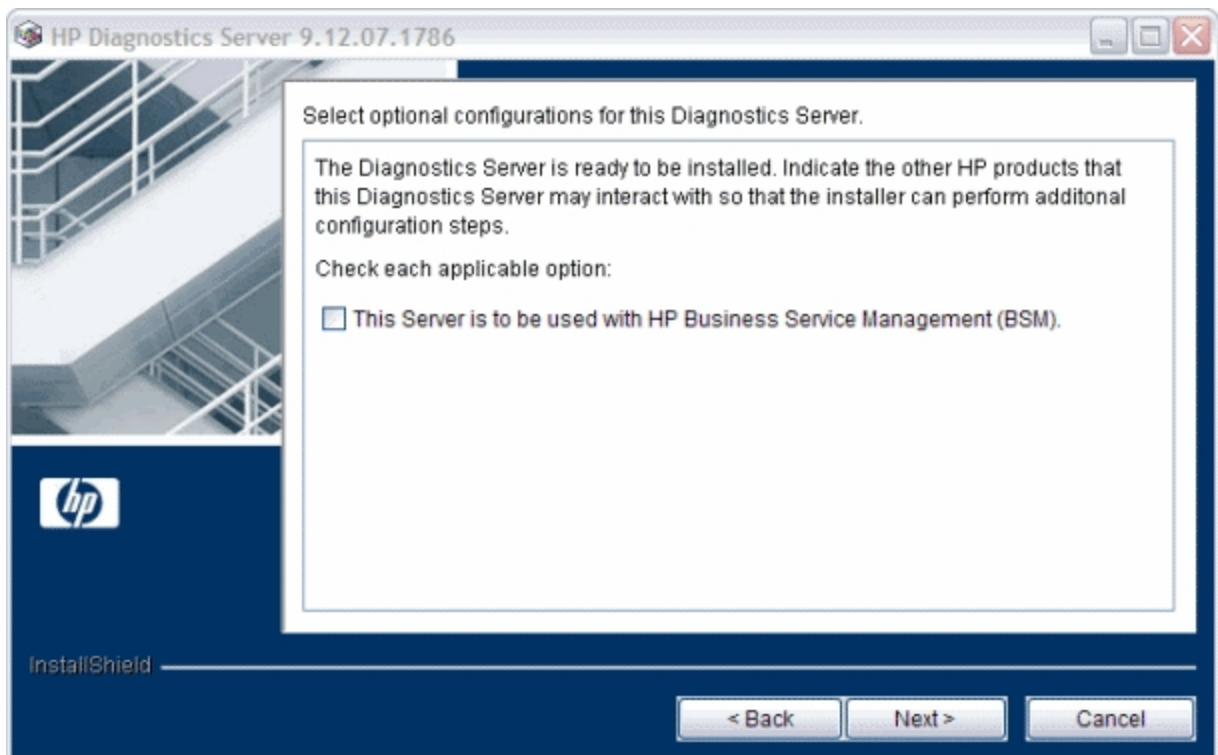 HP Diagnostics Server 9.12.07.1786
Select optional configurations for this Diagnostics Server.
The Diagnostics Server is ready to be installed. Indicate the other HP products that
this Diagnostics Server may interact with so that the installer can perform additonal
configuration steps.
Check each applicable option:
This Server is to be used with HP Business Service Management (BSM).
hp
InstallShield
< Back
Next >
Cancel